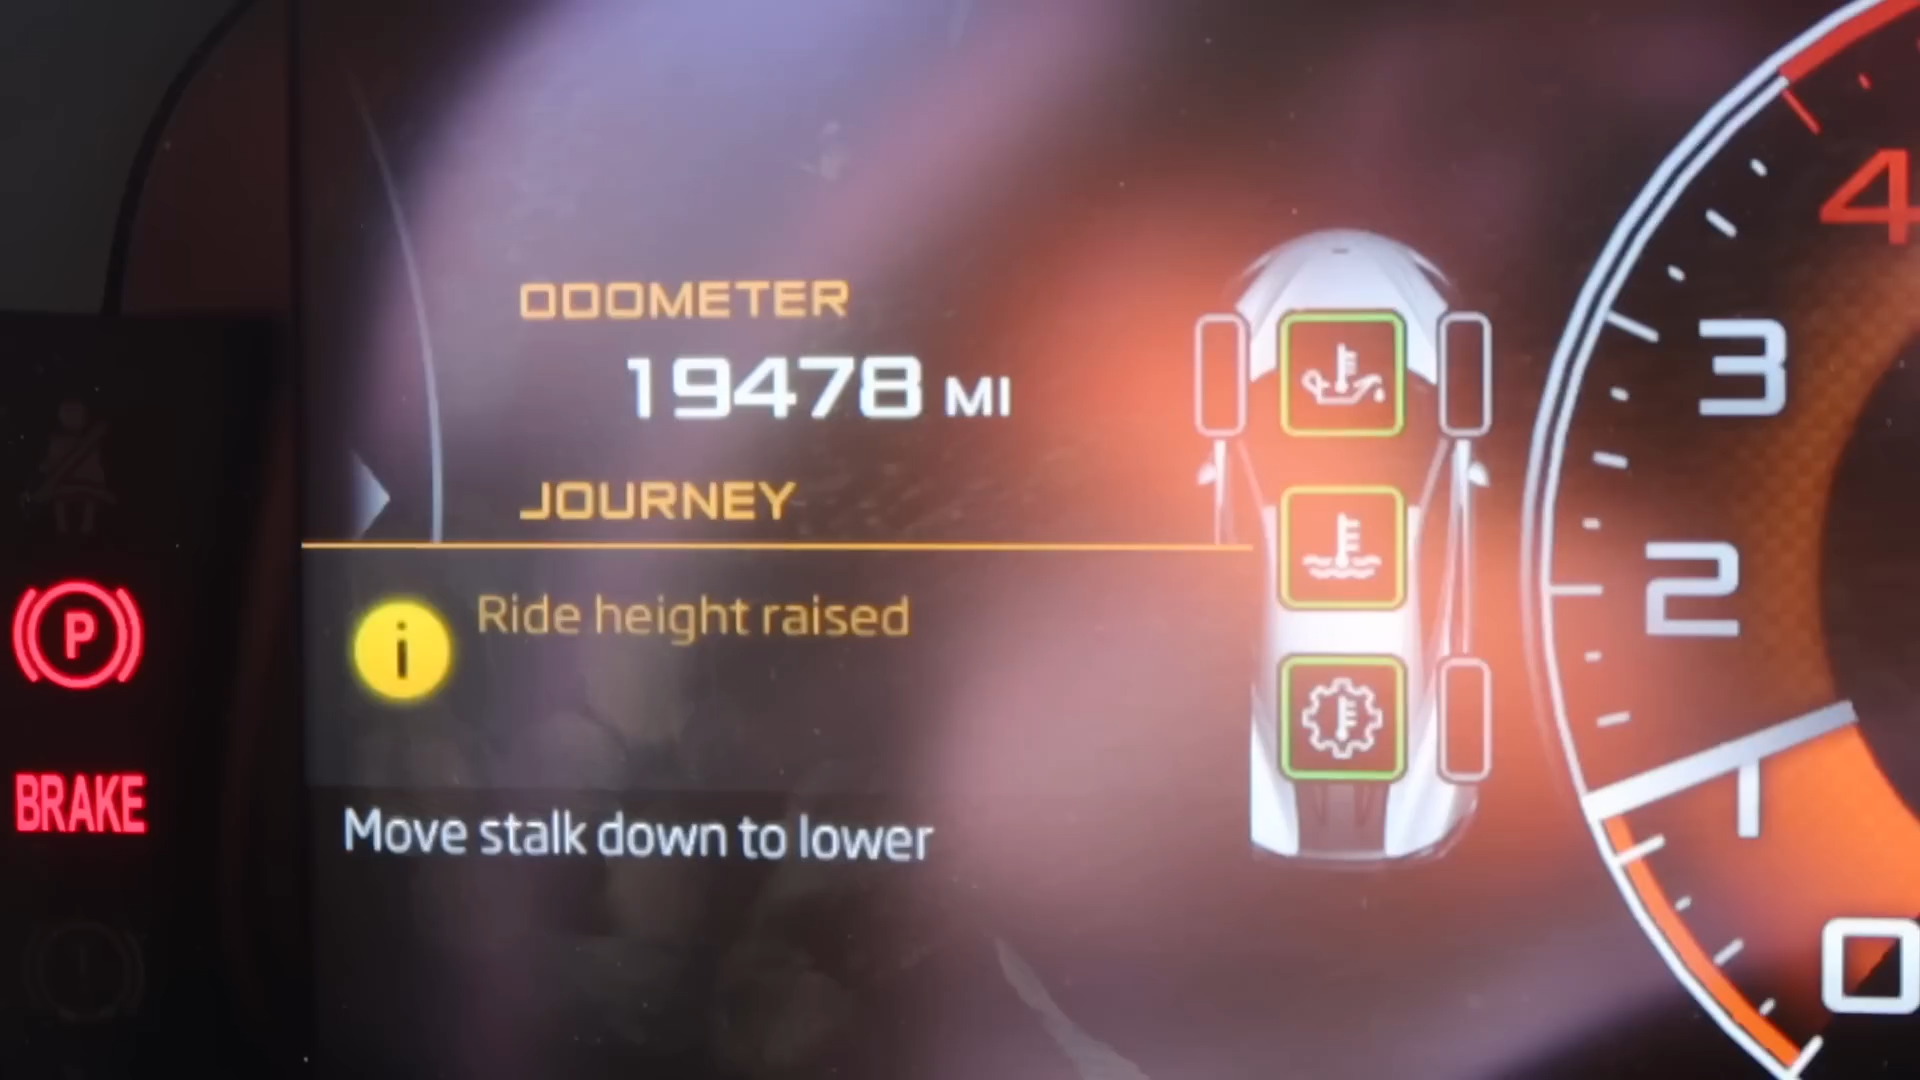 ODOMETER
19478 MI
JOURNEY
Ride height raised
i
Move stalk down to lower
P
BRAKE
4
3
2
1
0